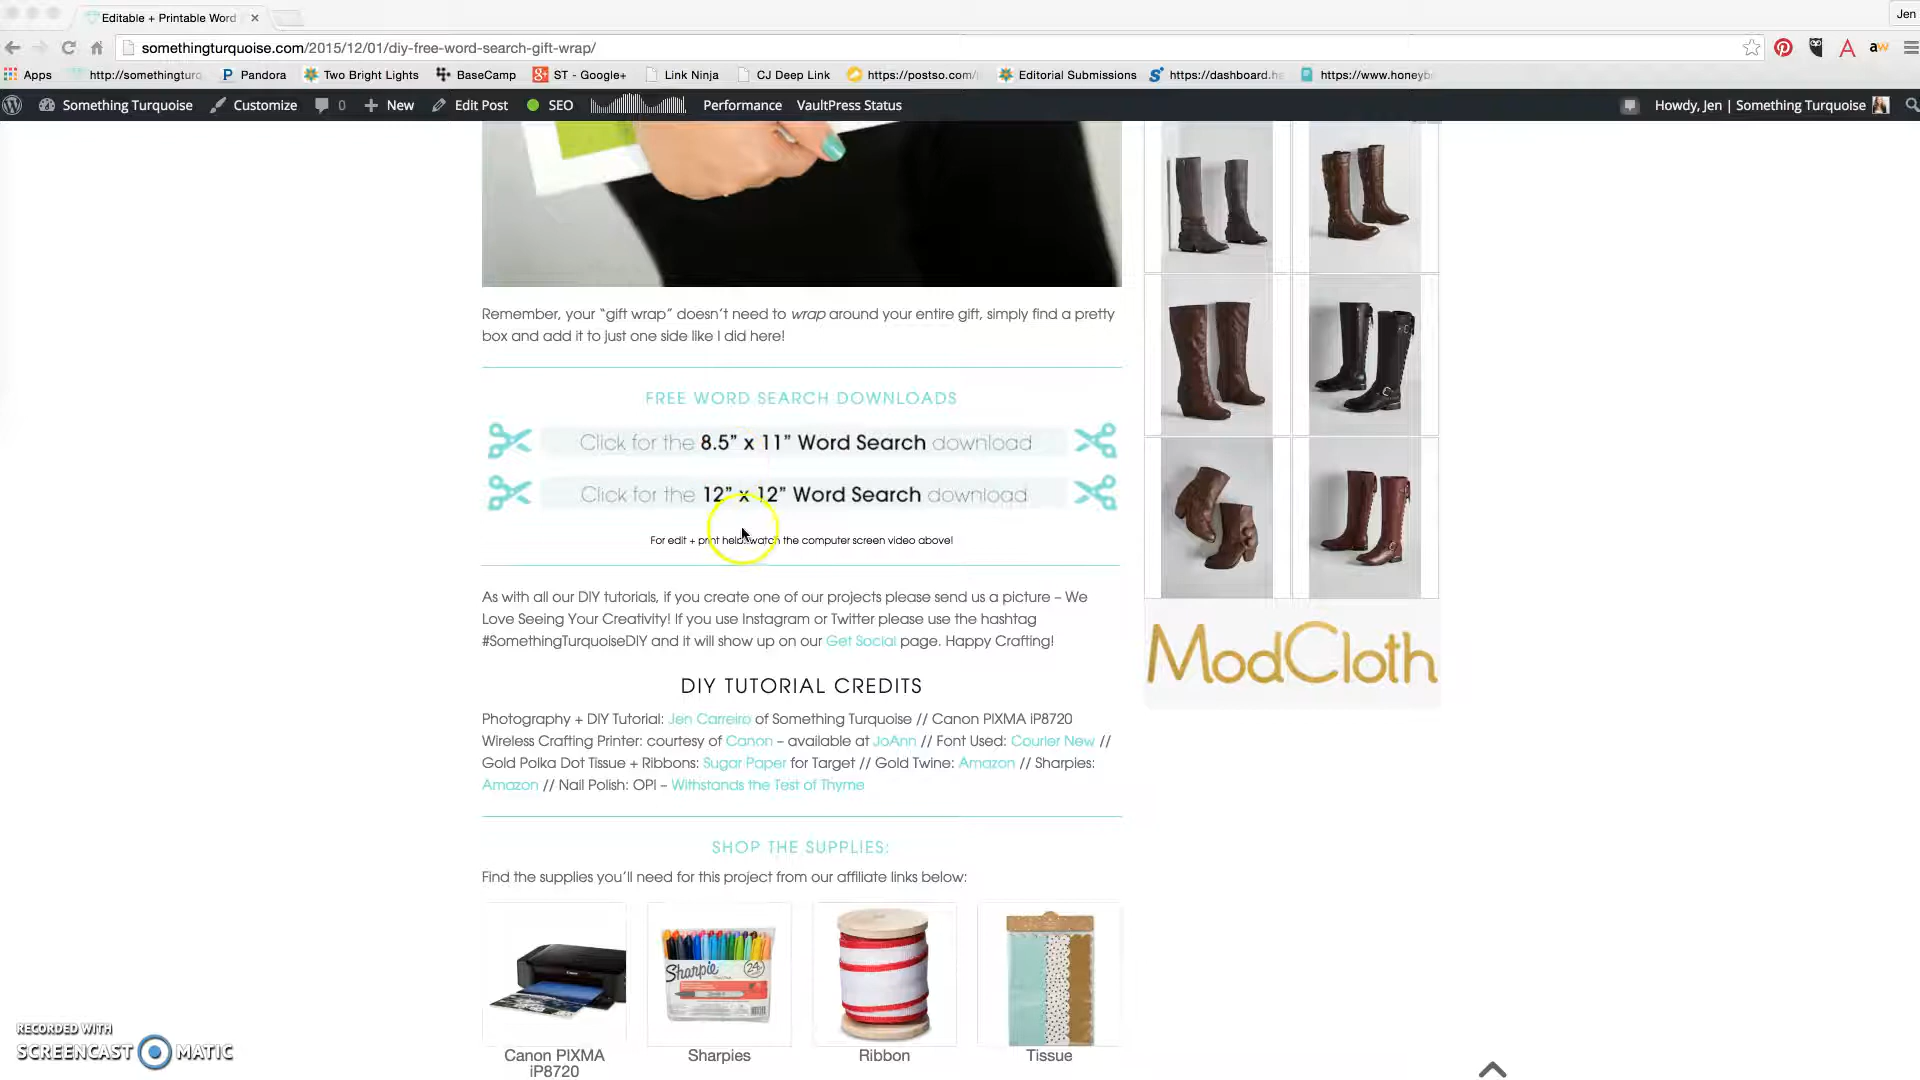 Editable + Printable Word
Jen
somethingturquoise.com/2015/12/01/diy-free-word-search-gift-wrap/
Apps
http://somethingturq
Pandora
Two Bright Lights
BaseCamp
ST - Google+
Link Ninja
CJ Deep Link
https://postso.com/
Editorial Submissions
https://dashboard.he
https://www.honeyb
Something Turquoise
Customize
0
New
Edit Post
SEO
Performance
VaultPress Status
Howdy, Jen | Something Turquoise
Remember, your “gift wrap” doesn’t need to wrap around your entire gift, simply find a pretty
box and add it to just one side like I did here!
FREE WORD SEARCH DOWNLOADS
Click for the 8.5” x 11” Word Search download
Click for the 12” x 12” Word Search download
For edit + print help watch the computer screen video above!
As with all our DIY tutorials, if you create one of our projects please send us a picture – We
Love Seeing Your Creativity! If you use Instagram or Twitter please use the hashtag
#SomethingTurquoiseDIY and it will show up on our Get Social page. Happy Crafting!
ModCloth
DIY TUTORIAL CREDITS
Photography + DIY Tutorial: Jen Carreiro of Something Turquoise // Canon PIXMA iP8720
Wireless Crafting Printer: courtesy of Canon – available at JoAnn // Font Used: Courier New //
Gold Polka Dot Tissue + Ribbons: Sugar Paper for Target // Gold Twine: Amazon // Sharpies:
Amazon // Nail Polish: OPI – Withstands the Test of Thyme
SHOP THE SUPPLIES:
Find the supplies you’ll need for this project from our affiliate links below:
Sharpie
24
Canon PIXMA
iP8720
Sharpies
Ribbon
Tissue
RECORDED WITH
SCREENCAST MATIC